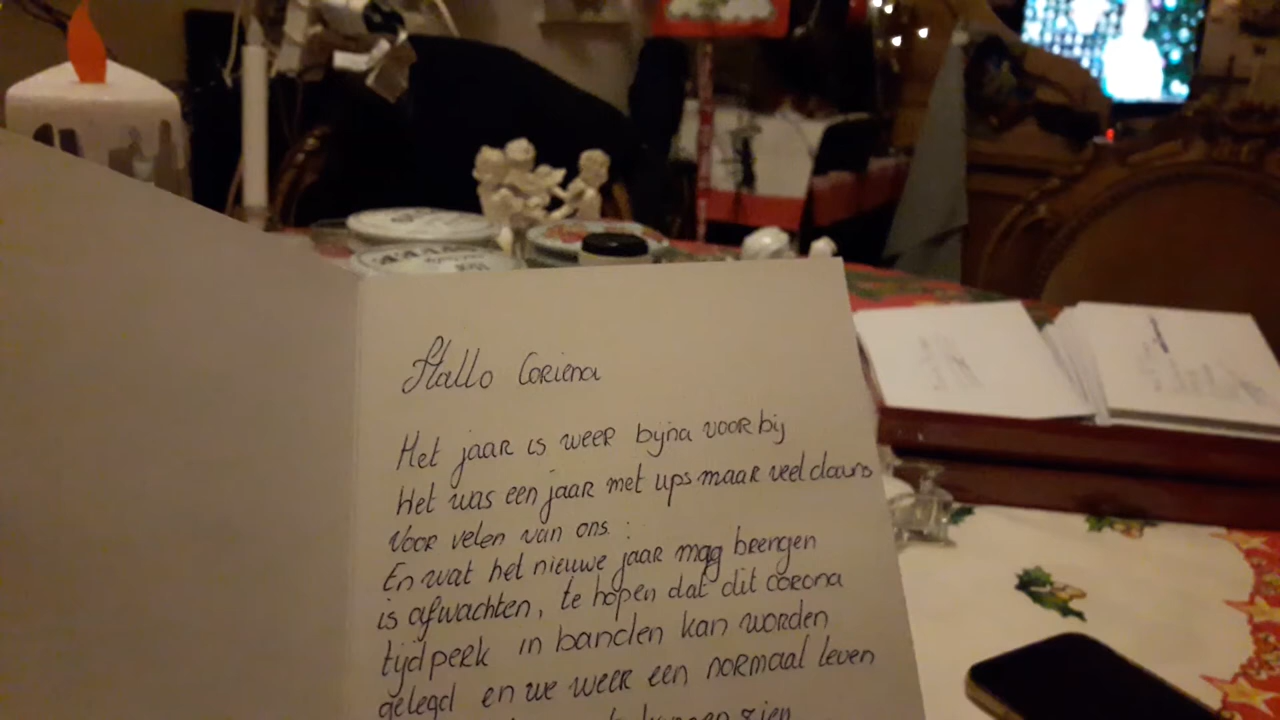 Hallo Coriena
Het jaar is weer bijna voorbij
Het was een jaar met ups maar veel downs
Voor velen van ons.
En wat het nieuwe jaar mag brengen
is afwachten, te hopen dat dit corona
tijdperk in banden kan worden
gelegd en we weer een normaal leven
kunnen zien